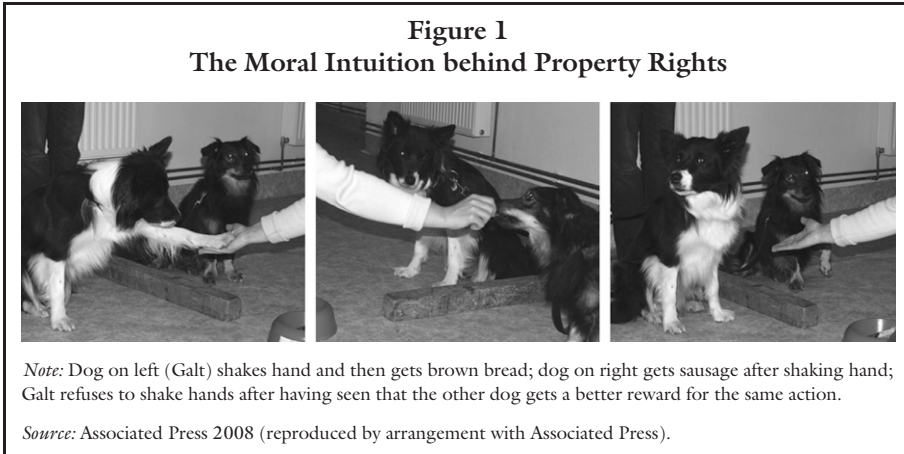 Figure 1
The Moral Intuition behind Property Rights
Note: Dog on left (Galt) shakes hand and then gets brown bread; dog on right gets sausage after shaking hand;
Galt refuses to shake hands after having seen that the other dog gets a better reward for the same action.
Source: Associated Press 2008 (reproduced by arrangement with Associated Press).